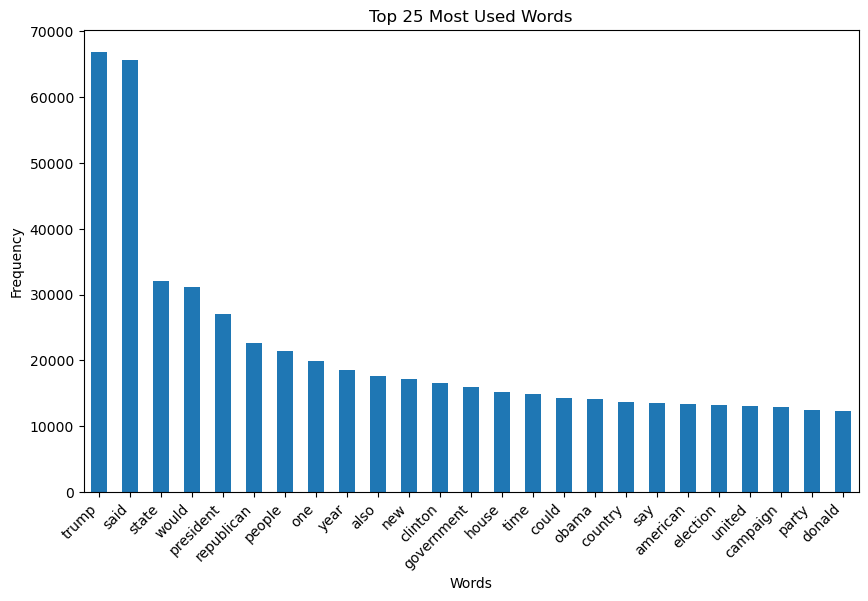 Top 25 Most Used Words
70000
60000
50000
40000
30000
20000
10000
0
Frequency
trump
said
state
would
president
republican
people
one
year
also
new
clinton
government
house
time
could
obama
country
say
american
election
united
campaign
party
donald
Words